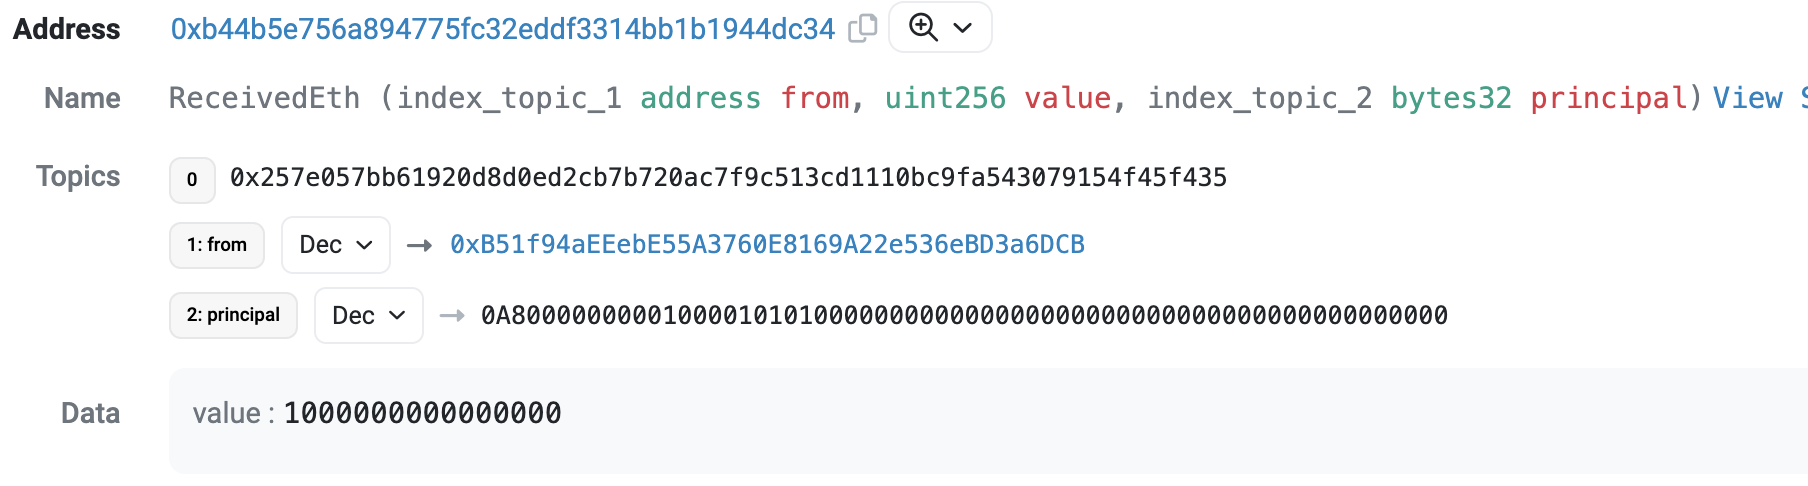 Address 0xb44b5e756a894775fc32eddf3314bb1b1944dc34
Name ReceivedEth (index_topic_1 address from, uint256 value, index_topic_2 bytes32 principal) View
Topics 0 0x257e057bb61920d8d0ed2cb7b720ac7f9c513cd1110bc9fa543079154f45f435
1: from Dec → 0xB51f94aEEebE55A3760E8169A22e536eBD3a6DCB
2: principal Dec → 0A80000000001000010101000000000000000000000000000000000000000000
Data value : 1000000000000000